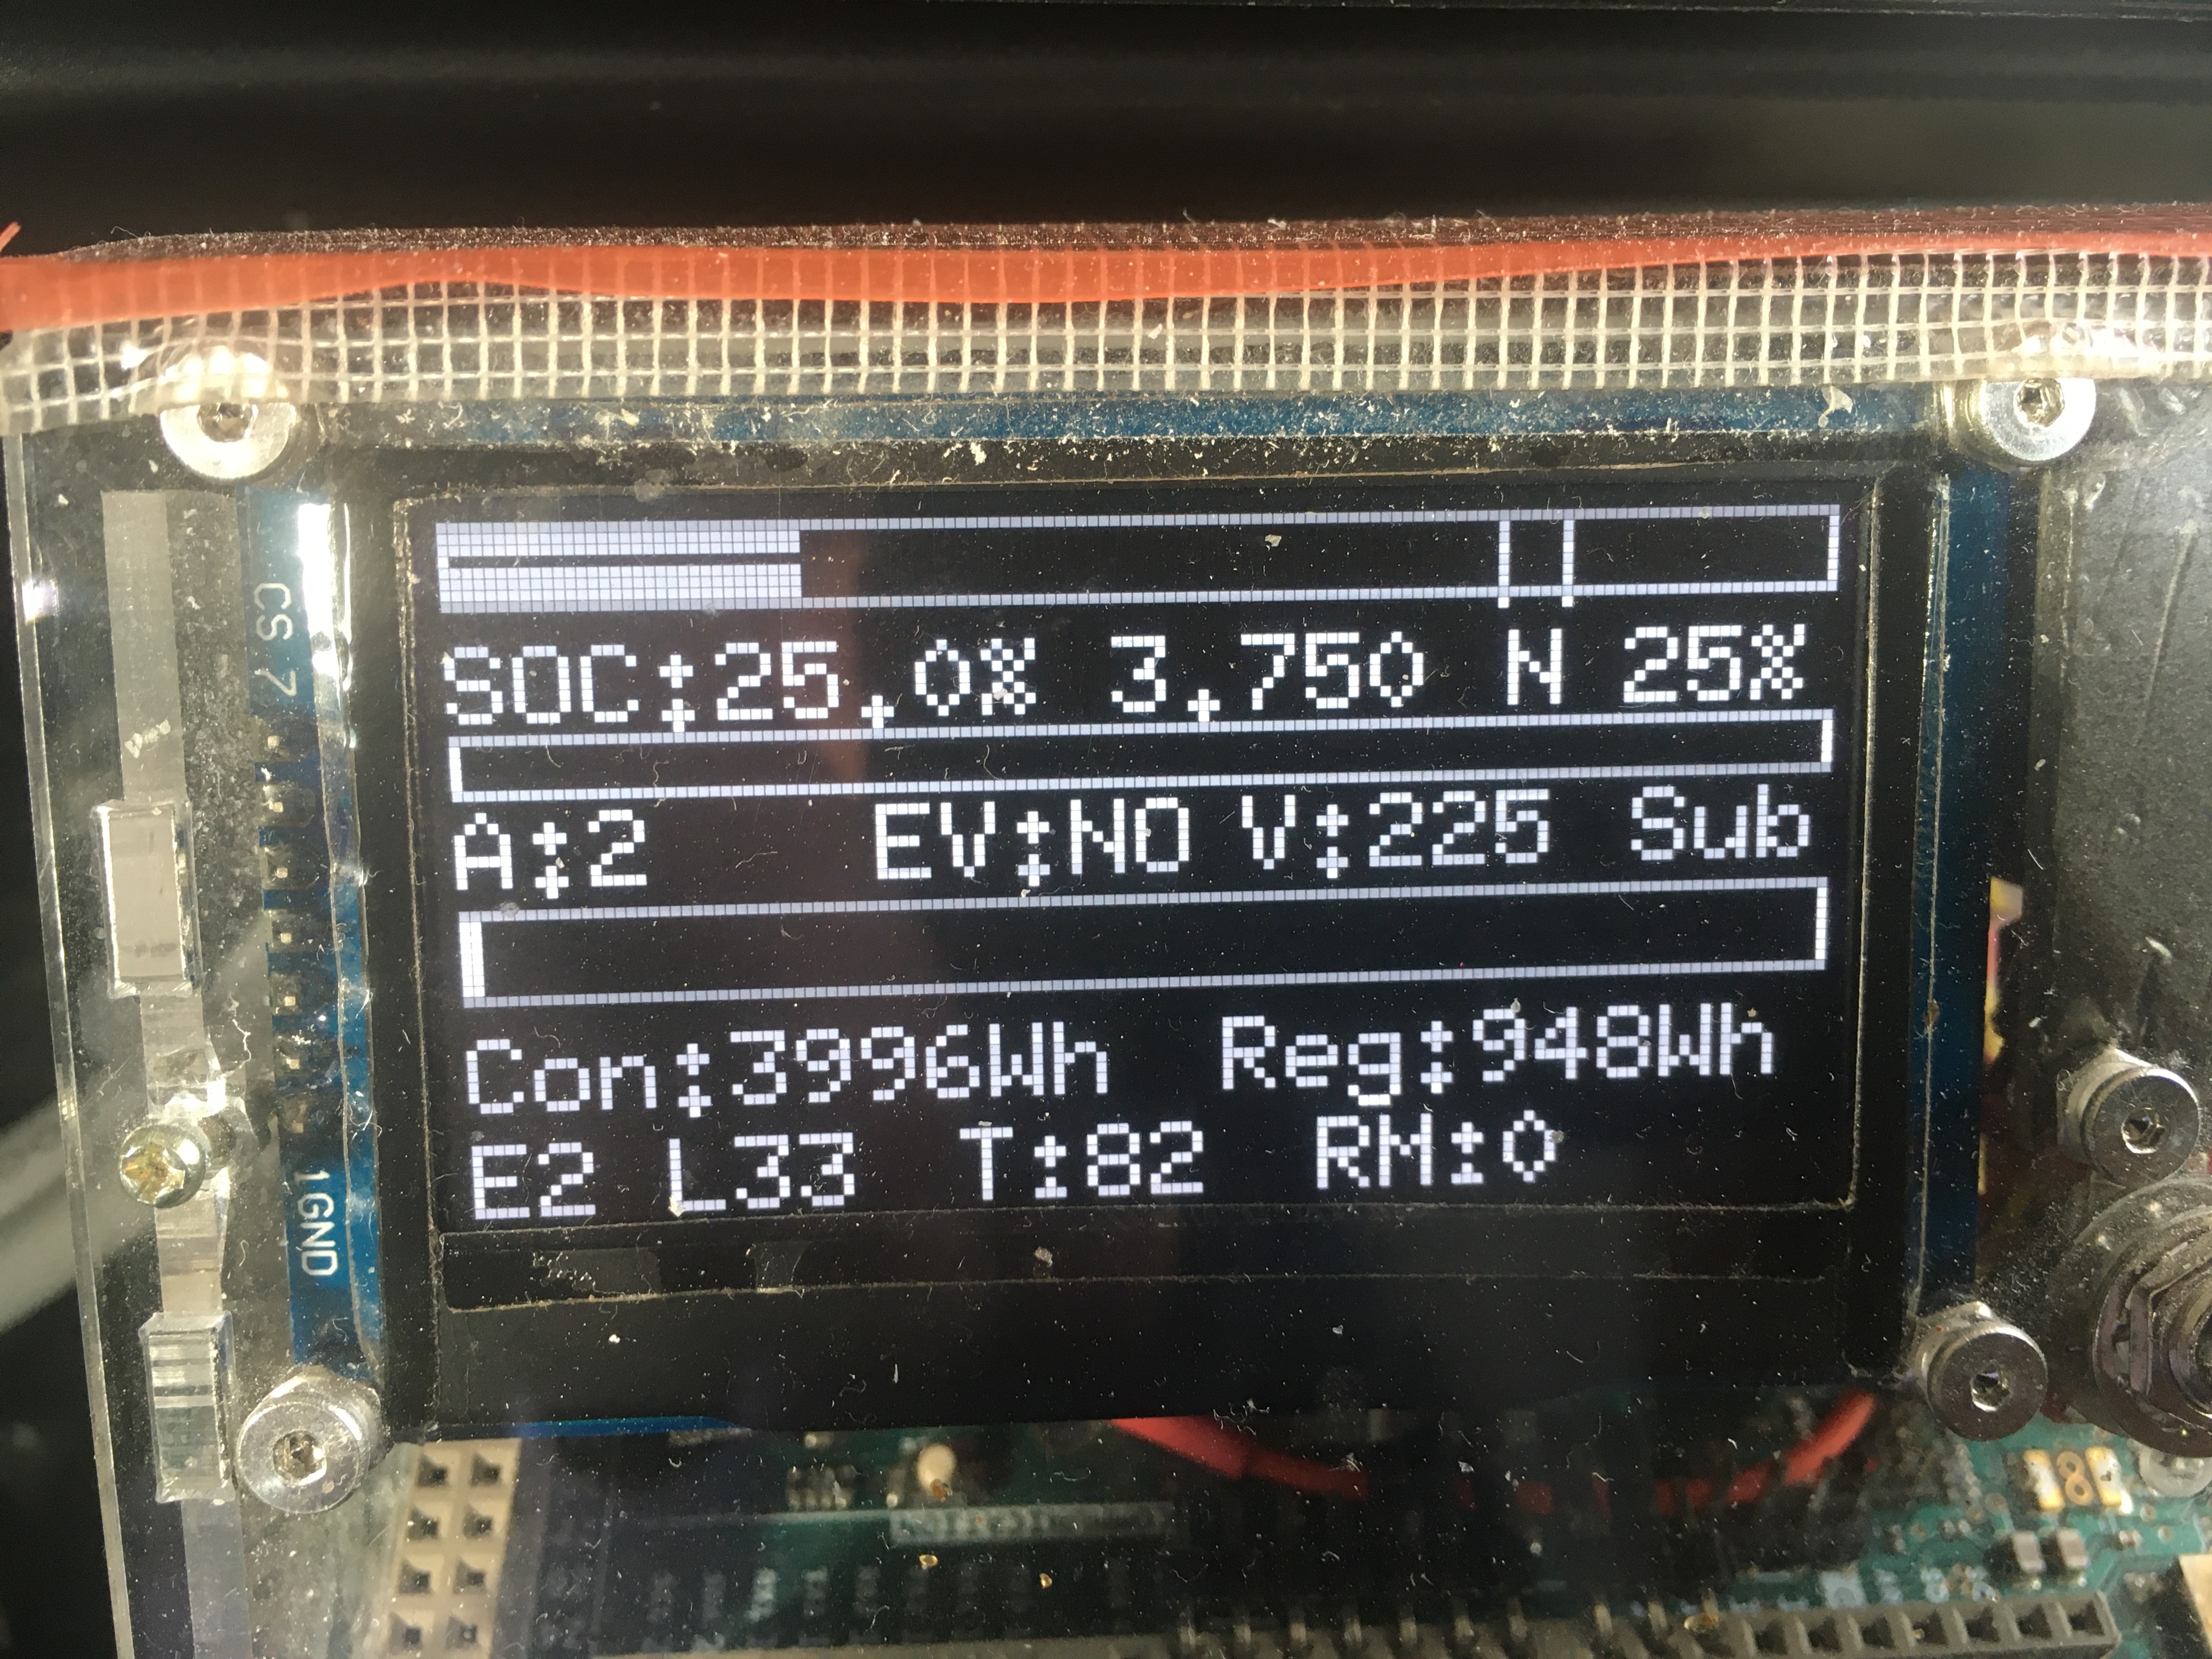 SOC:25.0% 3.750 N 25%
A:2 EV:NO V:225 Sub
Con:3996Wh Reg:948Wh
E2 L33 T:82 RM:0
CS 7
1GND
8